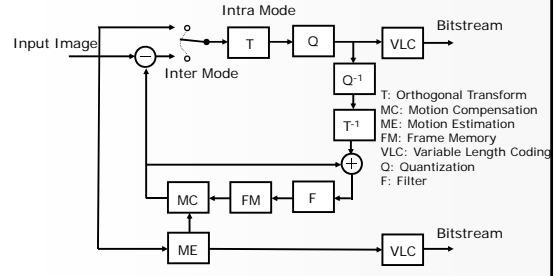 Intra Mode
Bitstream
Input Image
T
Q
VLC
−
Inter Mode
Q-1
T-1
T: Orthogonal Transform
MC: Motion Compensation
ME: Motion Estimation
FM: Frame Memory
VLC: Variable Length Coding
Q: Quantization
F: Filter
+
MC
FM
F
Bitstream
ME
VLC